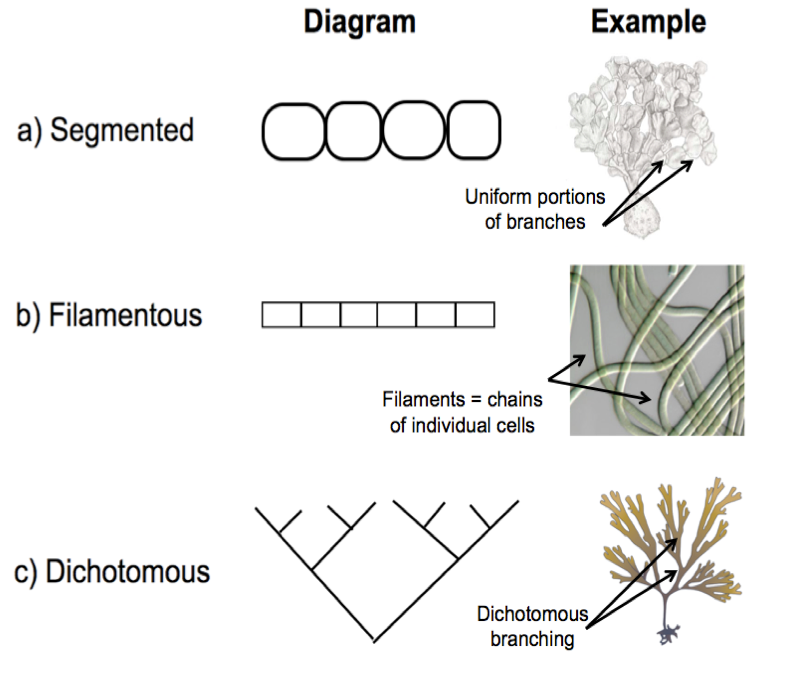 Diagram
Example
a) Segmented
Uniform portions
of branches
b) Filamentous
Filaments = chains
of individual cells
c) Dichotomous
Dichotomous
branching